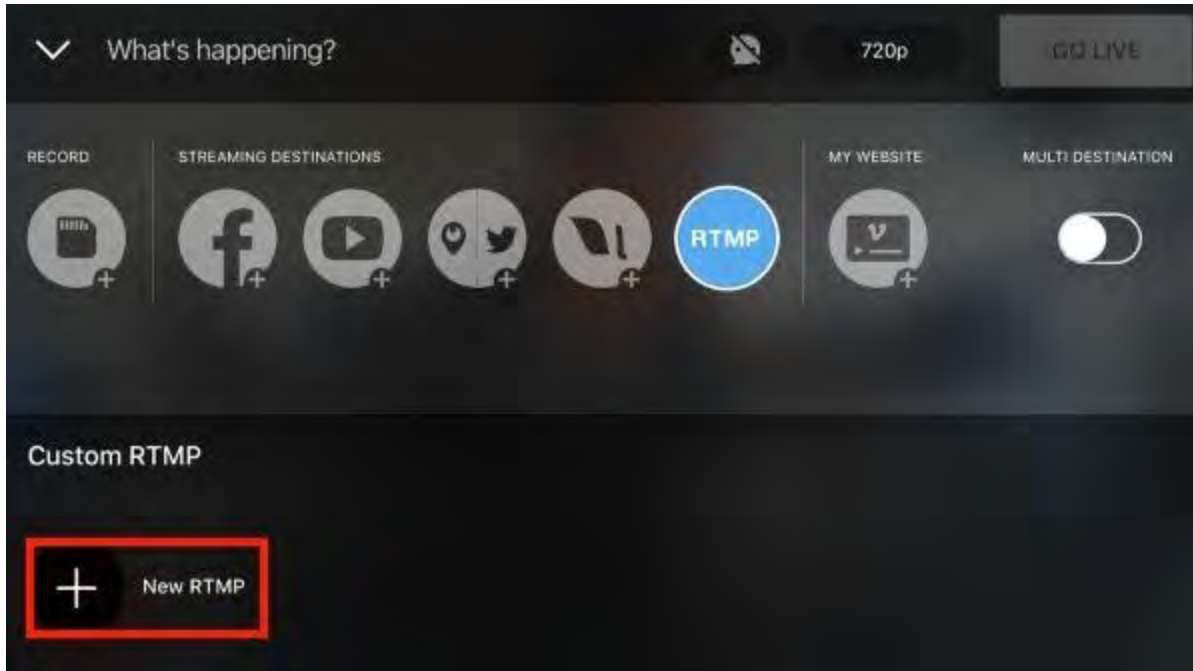 What's happening?
720p
GO LIVE
RECORD
STREAMING DESTINATIONS
MY WEBSITE
MULTI DESTINATION
RTMP
Custom RTMP
New RTMP